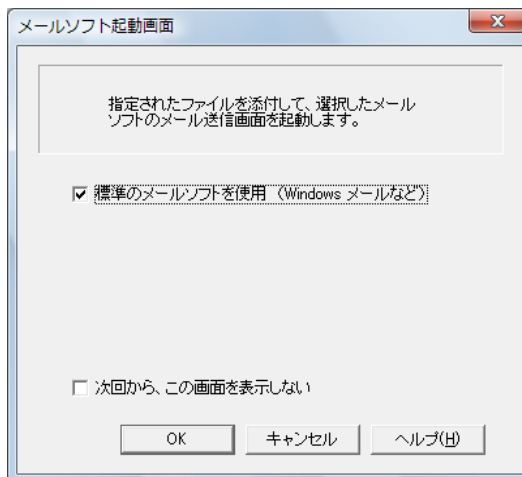 メールソフト起動画面
指定されたファイルを添付して、選択したメール
ソフトのメール送信画面を起動します。
標準のメールソフトを使用 （Windows メールなど）
次回から、この画面を表示しない
OK キャンセル ヘルプ(H)